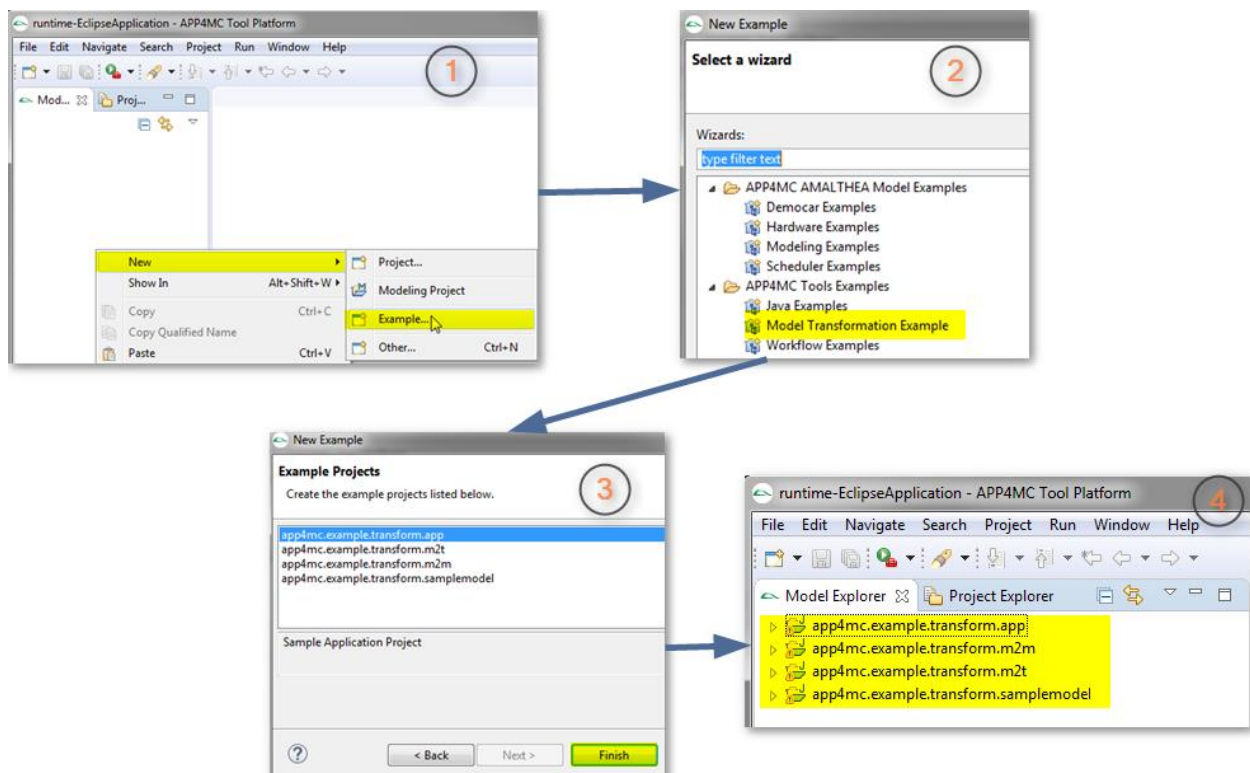 runtime-EclipseApplication - APP4MC Tool Platform
File Edit Navigate Search Project Run Window Help
1
Mod... Proj...
New
Show In Alt+Shift+W
Copy Ctrl+C
Copy Qualified Name
Paste Ctrl+V
Project...
Modeling Project
Example...
Other... Ctrl+N
New Example
Select a wizard
2
Wizards:
type filter text
APP4MC AMALTHEA Model Examples
Democar Examples
Hardware Examples
Modeling Examples
Scheduler Examples
APP4MC Tools Examples
Java Examples
Model Transformation Example
Workflow Examples
New Example
Example Projects
Create the example projects listed below.
3
app4mc.example.transform.app
app4mc.example.transform.m2t
app4mc.example.transform.m2m
app4mc.example.transform.samplemodel
Sample Application Project
?
< Back Next > Finish
runtime-EclipseApplication - APP4MC Tool Platform
4
File Edit Navigate Search Project Run Window Help
Model Explorer Project Explorer
app4mc.example.transform.app
app4mc.example.transform.m2m
app4mc.example.transform.m2t
app4mc.example.transform.samplemodel